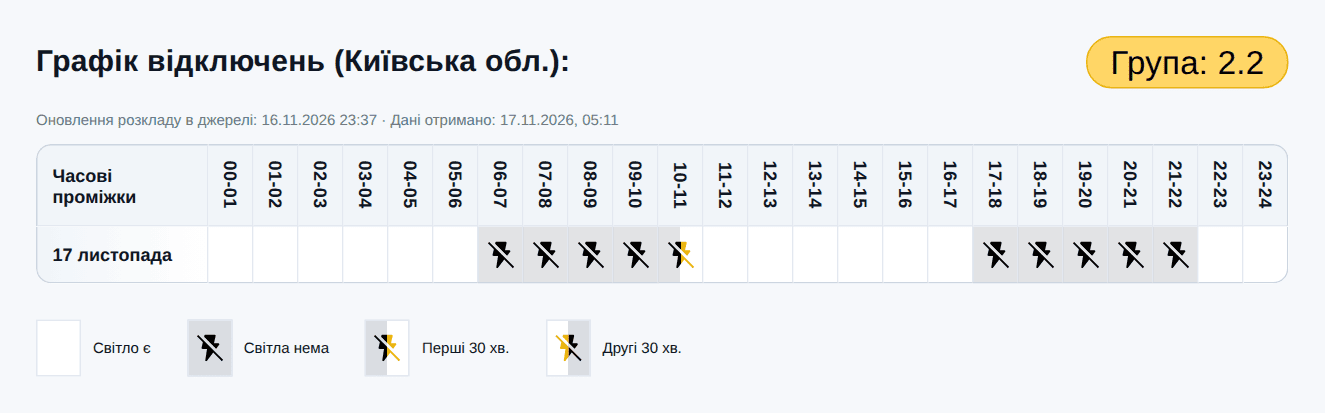 Графік відключень (Київська обл.):
Група: 2.2
Оновлення розкладу в джерелі: 16.11.2026 23:37 · Дані отримано: 17.11.2026, 05:11
Часові
проміжки
00-01
01-02
02-03
03-04
04-05
05-06
06-07
07-08
08-09
09-10
10-11
11-12
12-13
13-14
14-15
15-16
16-17
17-18
18-19
19-20
20-21
21-22
22-23
23-24
17 листопада
Світло є
Світла нема
Перші 30 хв.
Другі 30 хв.